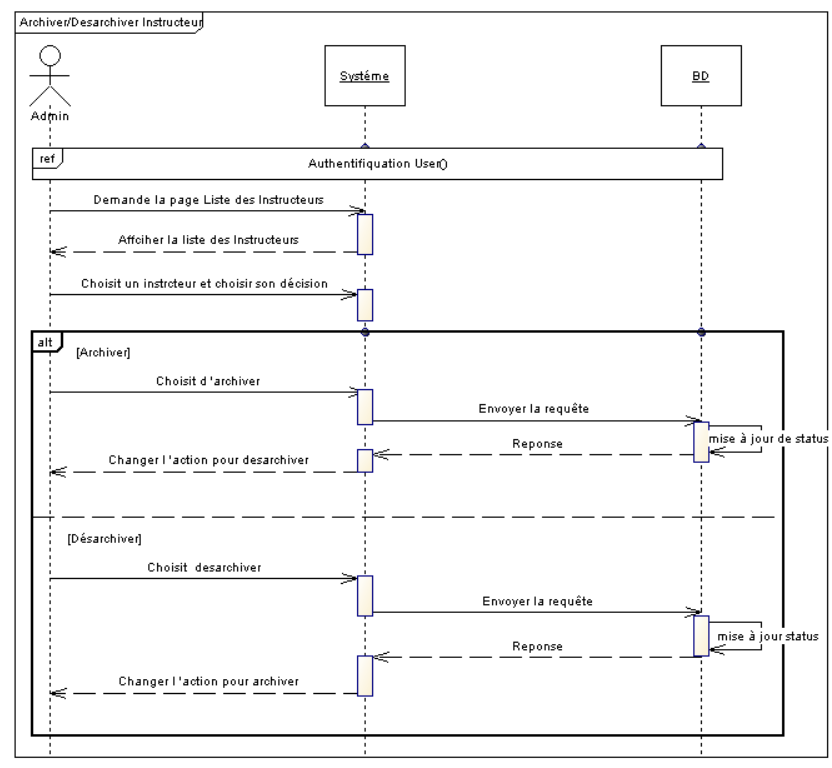 Archiver/Desarchiver Instructeur
Admin
Système
BD
ref
Authentifiquation User()
Demande la page Liste des Instructeurs
Affciher la liste des Instructeurs
Choisit un instrcteur et choisir son décision
alt
[Archiver]
Choisit d'archiver
Envoyer la requête
mise à jour de status
Reponse
Changer l'action pour desarchiver
[Désarchiver]
Choisit desarchiver
Envoyer la requête
mise à jour status
Reponse
Changer l'action pour archiver